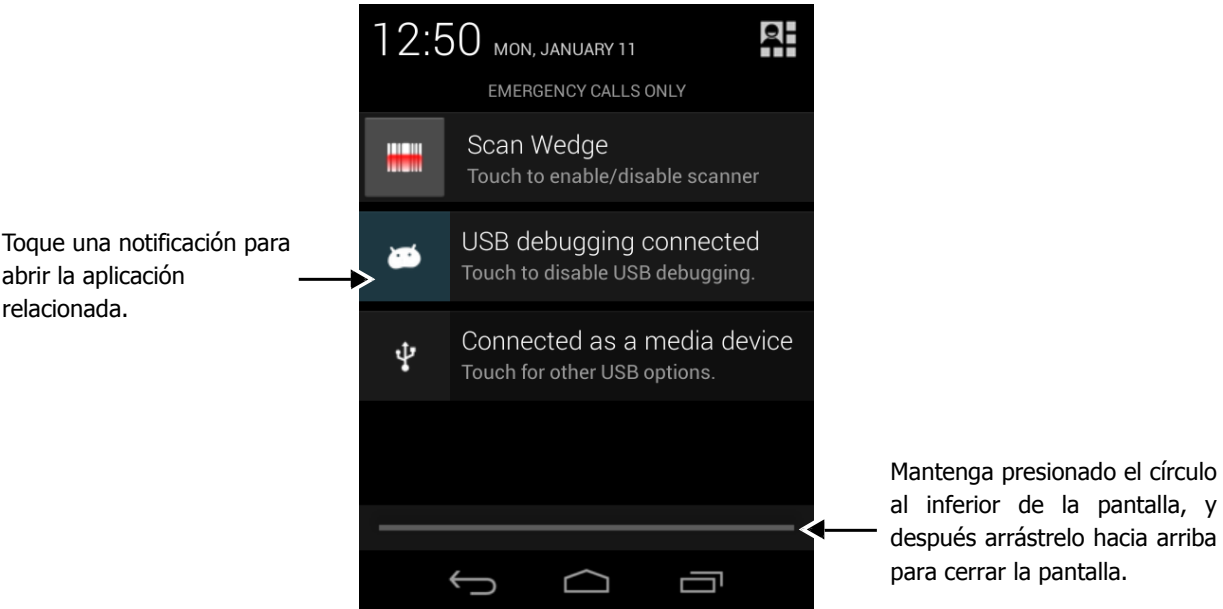 12:50 MON, JANUARY 11
EMERGENCY CALLS ONLY
Scan Wedge
Touch to enable/disable scanner
USB debugging connected
Touch to disable USB debugging.
Connected as a media device
Touch for other USB options.
Toque una notificación para
abrir la aplicación
relacionada.
Mantenga presionado el círculo
al inferior de la pantalla, y
después arrástrelo hacia arriba
para cerrar la pantalla.